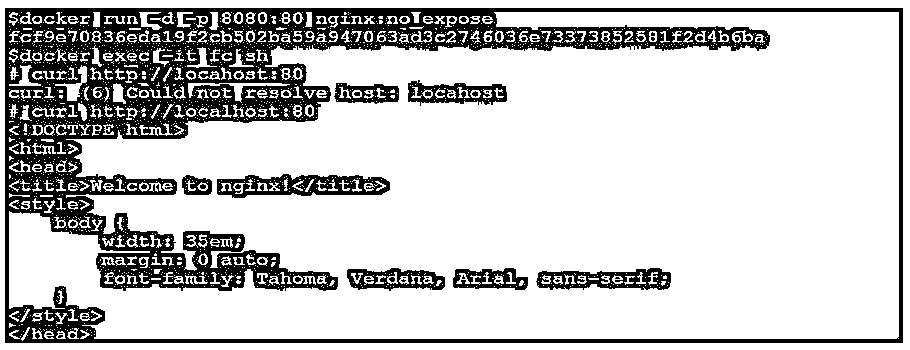 $docker run -d -p 8080:80 nginx:no_expose
fcf9e70836eda19f2cb502ba59a947063ad3c2746036e73373852581f2d4b6ba
$docker exec -it fc sh
# curl http://locahost:80
curl: (6) Could not resolve host: locahost
# curl http://localhost:80
<!DOCTYPE html>
<html>
<head>
<title>Welcome to nginx!</title>
<style>
    body {
        width: 35em;
        margin: 0 auto;
        font-family: Tahoma, Verdana, Arial, sans-serif;
    }
</style>
</head>